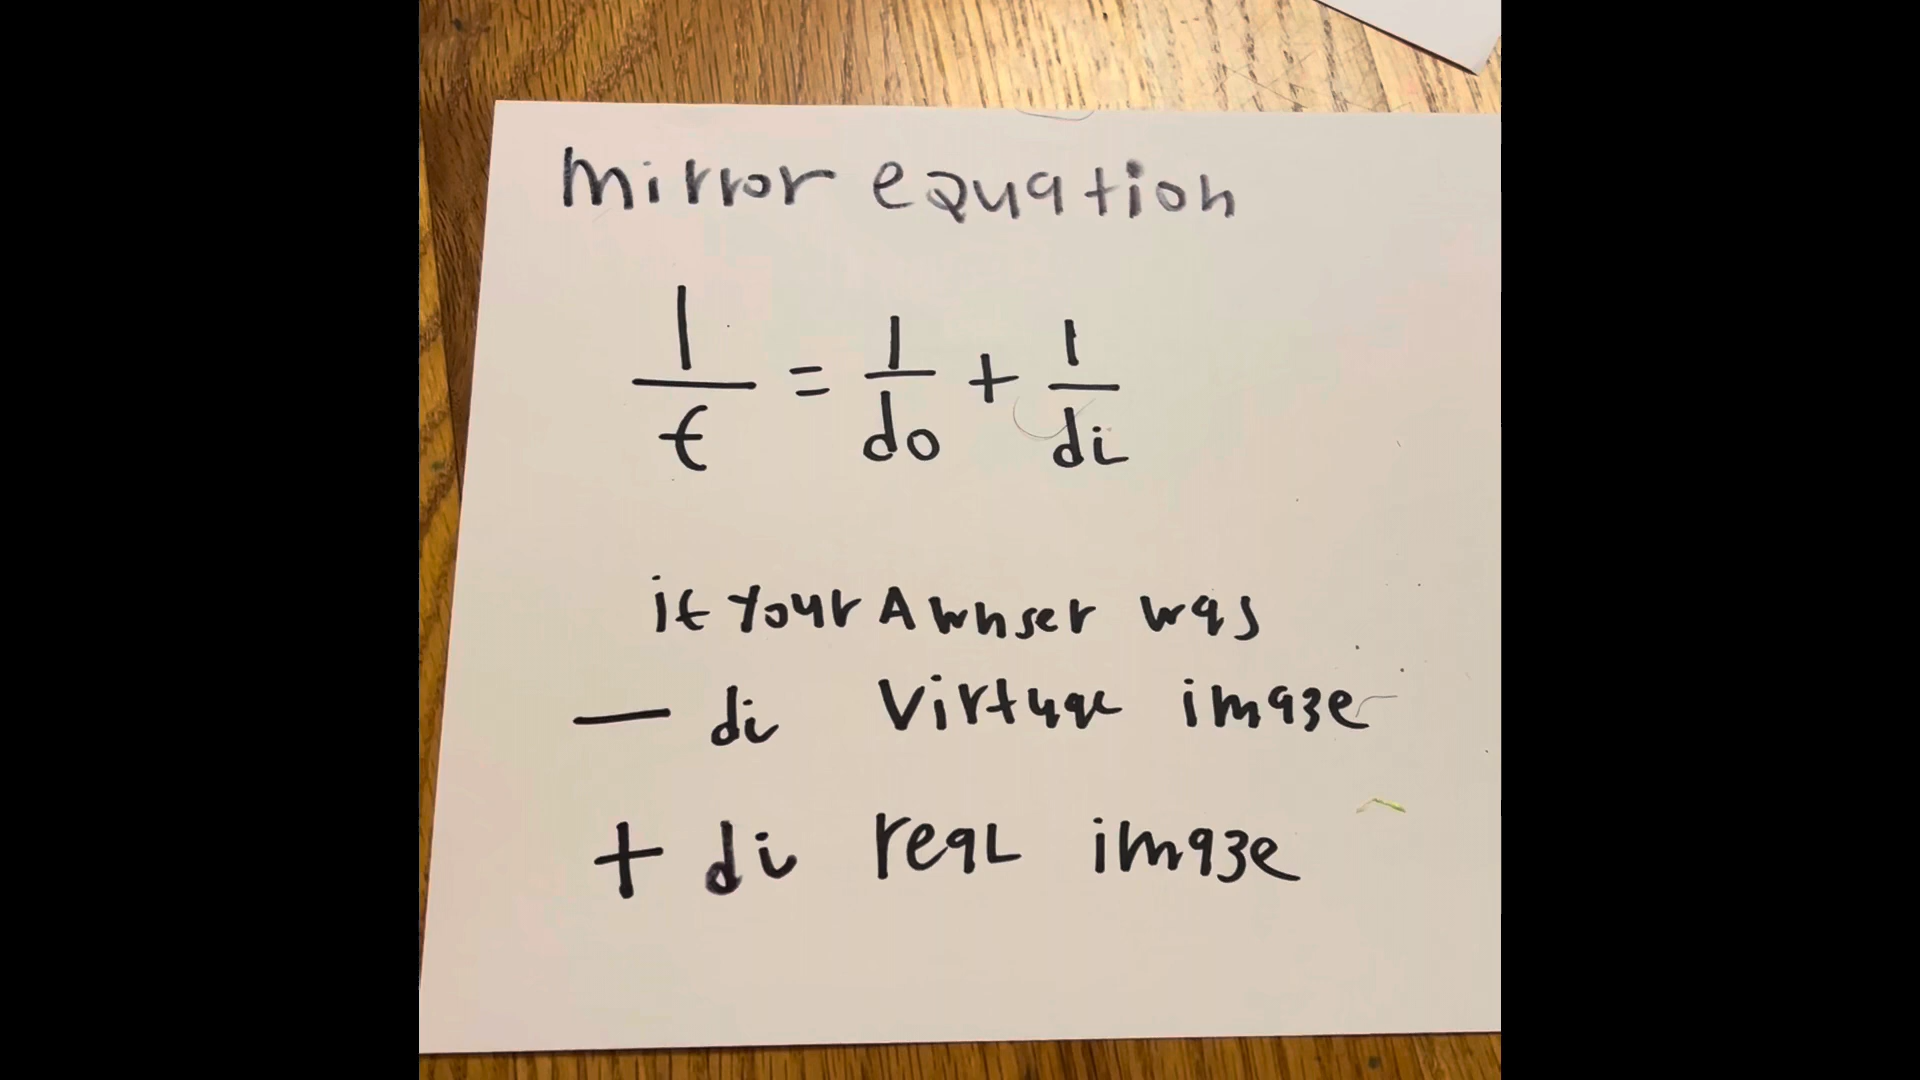 mirror equation
1/f = 1/do + 1/di
if your Awnser was
— di Virtual image
+ di real image